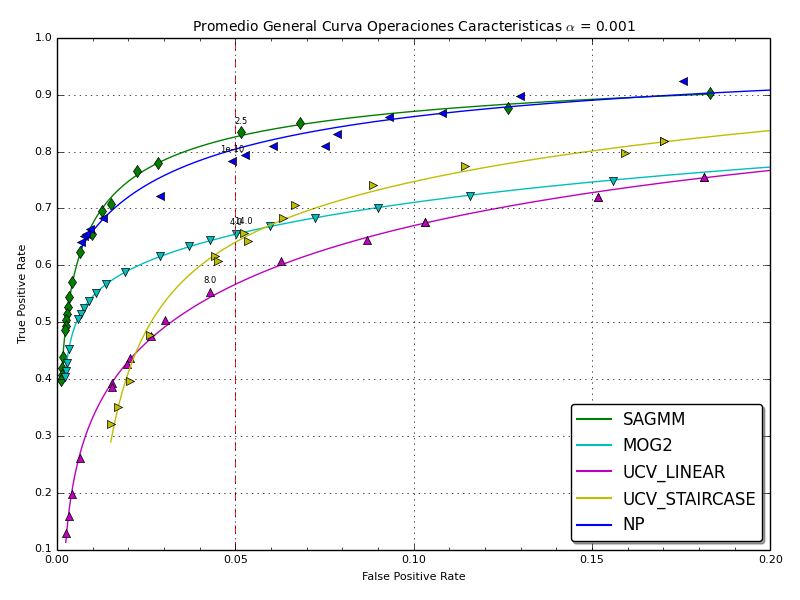 Promedio General Curva Operaciones Caracteristicas α = 0.001
1.0
0.9
0.8
0.7
0.6
0.5
0.4
0.3
0.2
0.1
True Positive Rate
2.5
1e-10
14.0
8.0
SAGMM
MOG2
UCV_LINEAR
UCV_STAIRCASE
NP
0.00 0.05 0.10 0.15 0.20
False Positive Rate